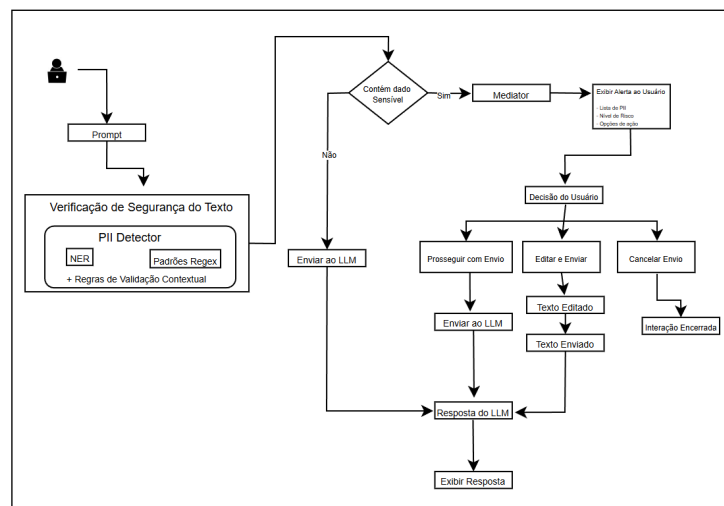 Prompt
Verificação de Segurança do Texto
PII Detector
NER
Padrões Regex
+ Regras de Validação Contextual
Contém dado
Sensível
Sim
Não
Mediator
Exibir Alerta ao Usuário
- Lista de PII
- Nível de Risco
- Opções de ação
Decisão do Usuário
Enviar ao LLM
Prosseguir com Envio
Editar e Enviar
Cancelar Envio
Enviar ao LLM
Texto Editado
Texto Enviado
Interação Encerrada
Resposta do LLM
Exibir Resposta